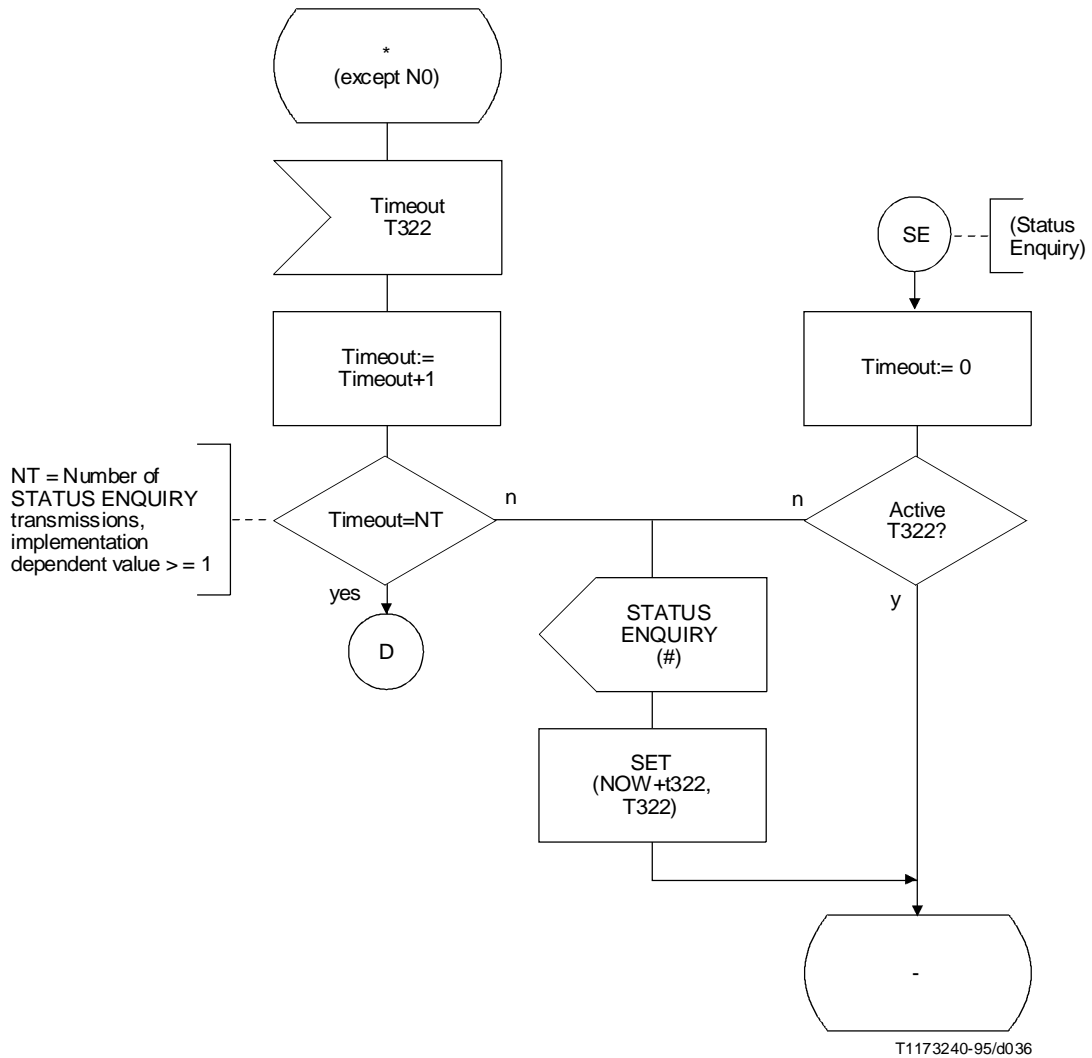 *
(except N0)
Timeout
T322
SE
(Status
Enquiry)
Timeout:=
Timeout+1
Timeout:= 0
NT = Number of
STATUS ENQUIRY
transmissions,
implementation
dependent value > = 1
Timeout=NT
n
n
Active
T322?
yes
y
D
STATUS
ENQUIRY
(#)
SET
(NOW+t322,
T322)
-
T1173240-95/d036